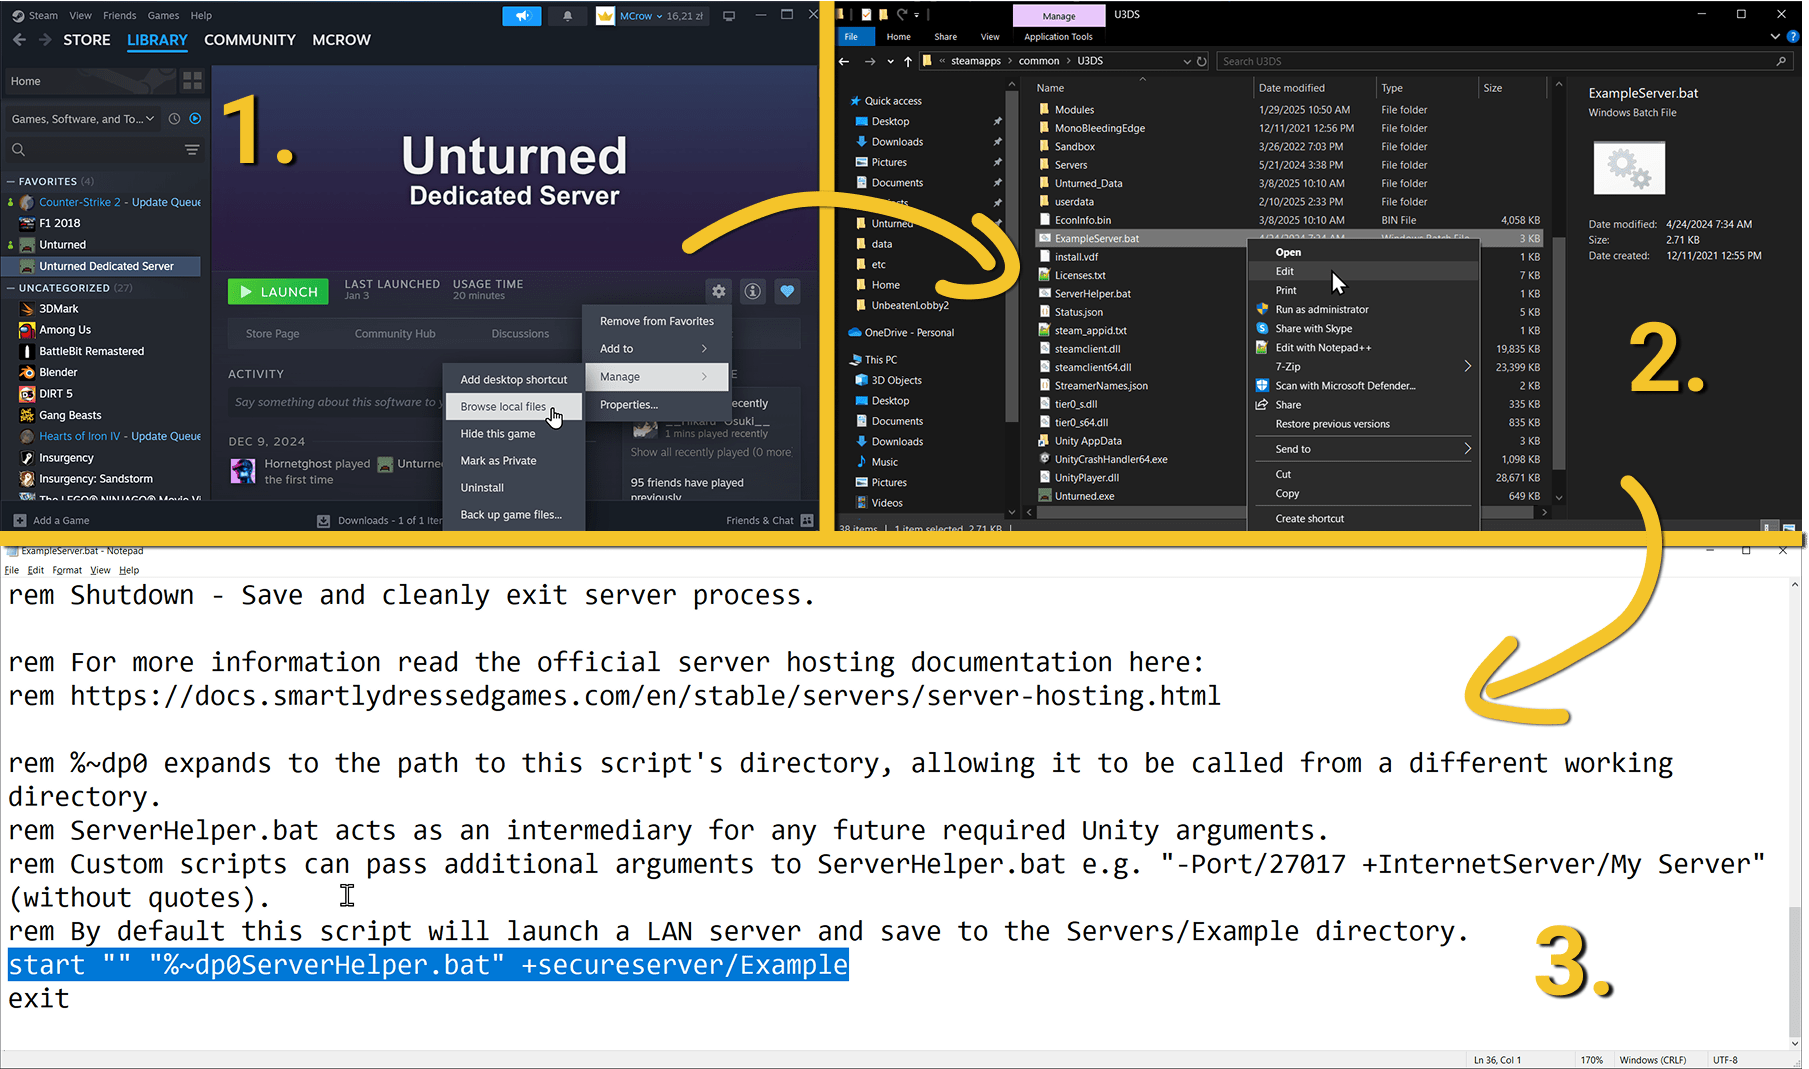 Steam View Friends Games Help
MCrow 16,21 zł
STORE LIBRARY COMMUNITY MCROW
Home
Games, Software, and To...
FAVORITES (4)
Counter-Strike 2 - Update Queue
F1 2018
Unturned
Unturned Dedicated Server
UNCATEGORIZED (27)
3DMark
Among Us
BattleBit Remastered
Blender
DIRT 5
Gang Beasts
Hearts of Iron IV - Update Queue
Insurgency
Insurgency: Sandstorm
The LEGO® NINJAGO® Movie Vi
Add a Game
1.
Unturned
Dedicated Server
LAUNCH
LAST LAUNCHED
Jan 3
USAGE TIME
20 minutes
Store Page Community Hub Discussions
ACTIVITY
Say something about this software to y
DEC 9, 2024
Hornetghost played Unturne
the first time
Remove from Favorites
Add to
Manage
Properties...
Add desktop shortcut
Browse local files
Hide this game
Mark as Private
Uninstall
Back up game files...
1 mins played recently
Show all recently played (0 more
95 friends have played
previously
Downloads - 1 of 1 Iter
Friends & Chat
Manage U3DS
File Home Share View Application Tools
« steamapps common U3DS
Search U3DS
Quick access
Desktop
Downloads
Pictures
Documents
Unturned
data
etc
Home
UnbeatenLobby2
OneDrive - Personal
This PC
3D Objects
Desktop
Documents
Downloads
Music
Pictures
Videos
Name Date modified Type Size
Modules 1/29/2025 10:50 AM File folder
MonoBleedingEdge 12/11/2021 12:56 PM File folder
Sandbox 3/26/2022 7:03 PM File folder
Servers 5/21/2024 3:38 PM File folder
Unturned_Data 3/8/2025 10:10 AM File folder
userdata 2/10/2025 2:33 PM File folder
EconInfo.bin 3/8/2025 10:10 AM BIN File 4,058 KB
ExampleServer.bat 4/24/2024 7:34 AM Windows Batch File 3 KB
install.vdf 1 KB
Licenses.txt 7 KB
ServerHelper.bat 1 KB
Status.json 5 KB
steam_appid.txt 1 KB
steamclient.dll 19,835 KB
steamclient64.dll 23,399 KB
StreamerNames.json 2 KB
tier0_s.dll 335 KB
tier0_s64.dll 835 KB
Unity AppData 3 KB
UnityCrashHandler64.exe 1,098 KB
UnityPlayer.dll 28,671 KB
Unturned.exe 649 KB
38 items 1 item selected 2.71 KB
Open
Edit
Print
Run as administrator
Share with Skype
Edit with Notepad++
7-Zip
Scan with Microsoft Defender...
Share
Restore previous versions
Send to
Cut
Copy
Create shortcut
ExampleServer.bat
Windows Batch File
Date modified: 4/24/2024 7:34 AM
Size: 2.71 KB
Date created: 12/11/2021 12:55 PM
2.
ExampleServer.bat - Notepad
File Edit Format View Help
rem Shutdown - Save and cleanly exit server process.
rem For more information read the official server hosting documentation here:
rem https://docs.smartlydressedgames.com/en/stable/servers/server-hosting.html
rem %~dp0 expands to the path to this script's directory, allowing it to be called from a different working
directory.
rem ServerHelper.bat acts as an intermediary for any future required Unity arguments.
rem Custom scripts can pass additional arguments to ServerHelper.bat e.g. "-Port/27017 +InternetServer/My Server"
(without quotes).
rem By default this script will launch a LAN server and save to the Servers/Example directory.
start "" "%~dp0ServerHelper.bat" +secureserver/Example
exit
3.
Ln 36, Col 1 170% Windows (CRLF) UTF-8